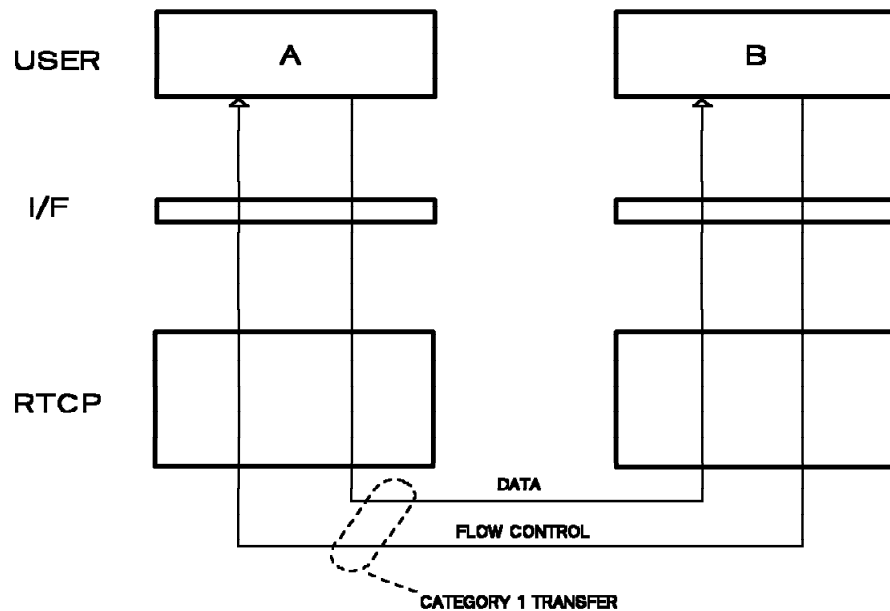 USER
A
B
I/F
RTCP
DATA
FLOW CONTROL
CATEGORY 1 TRANSFER